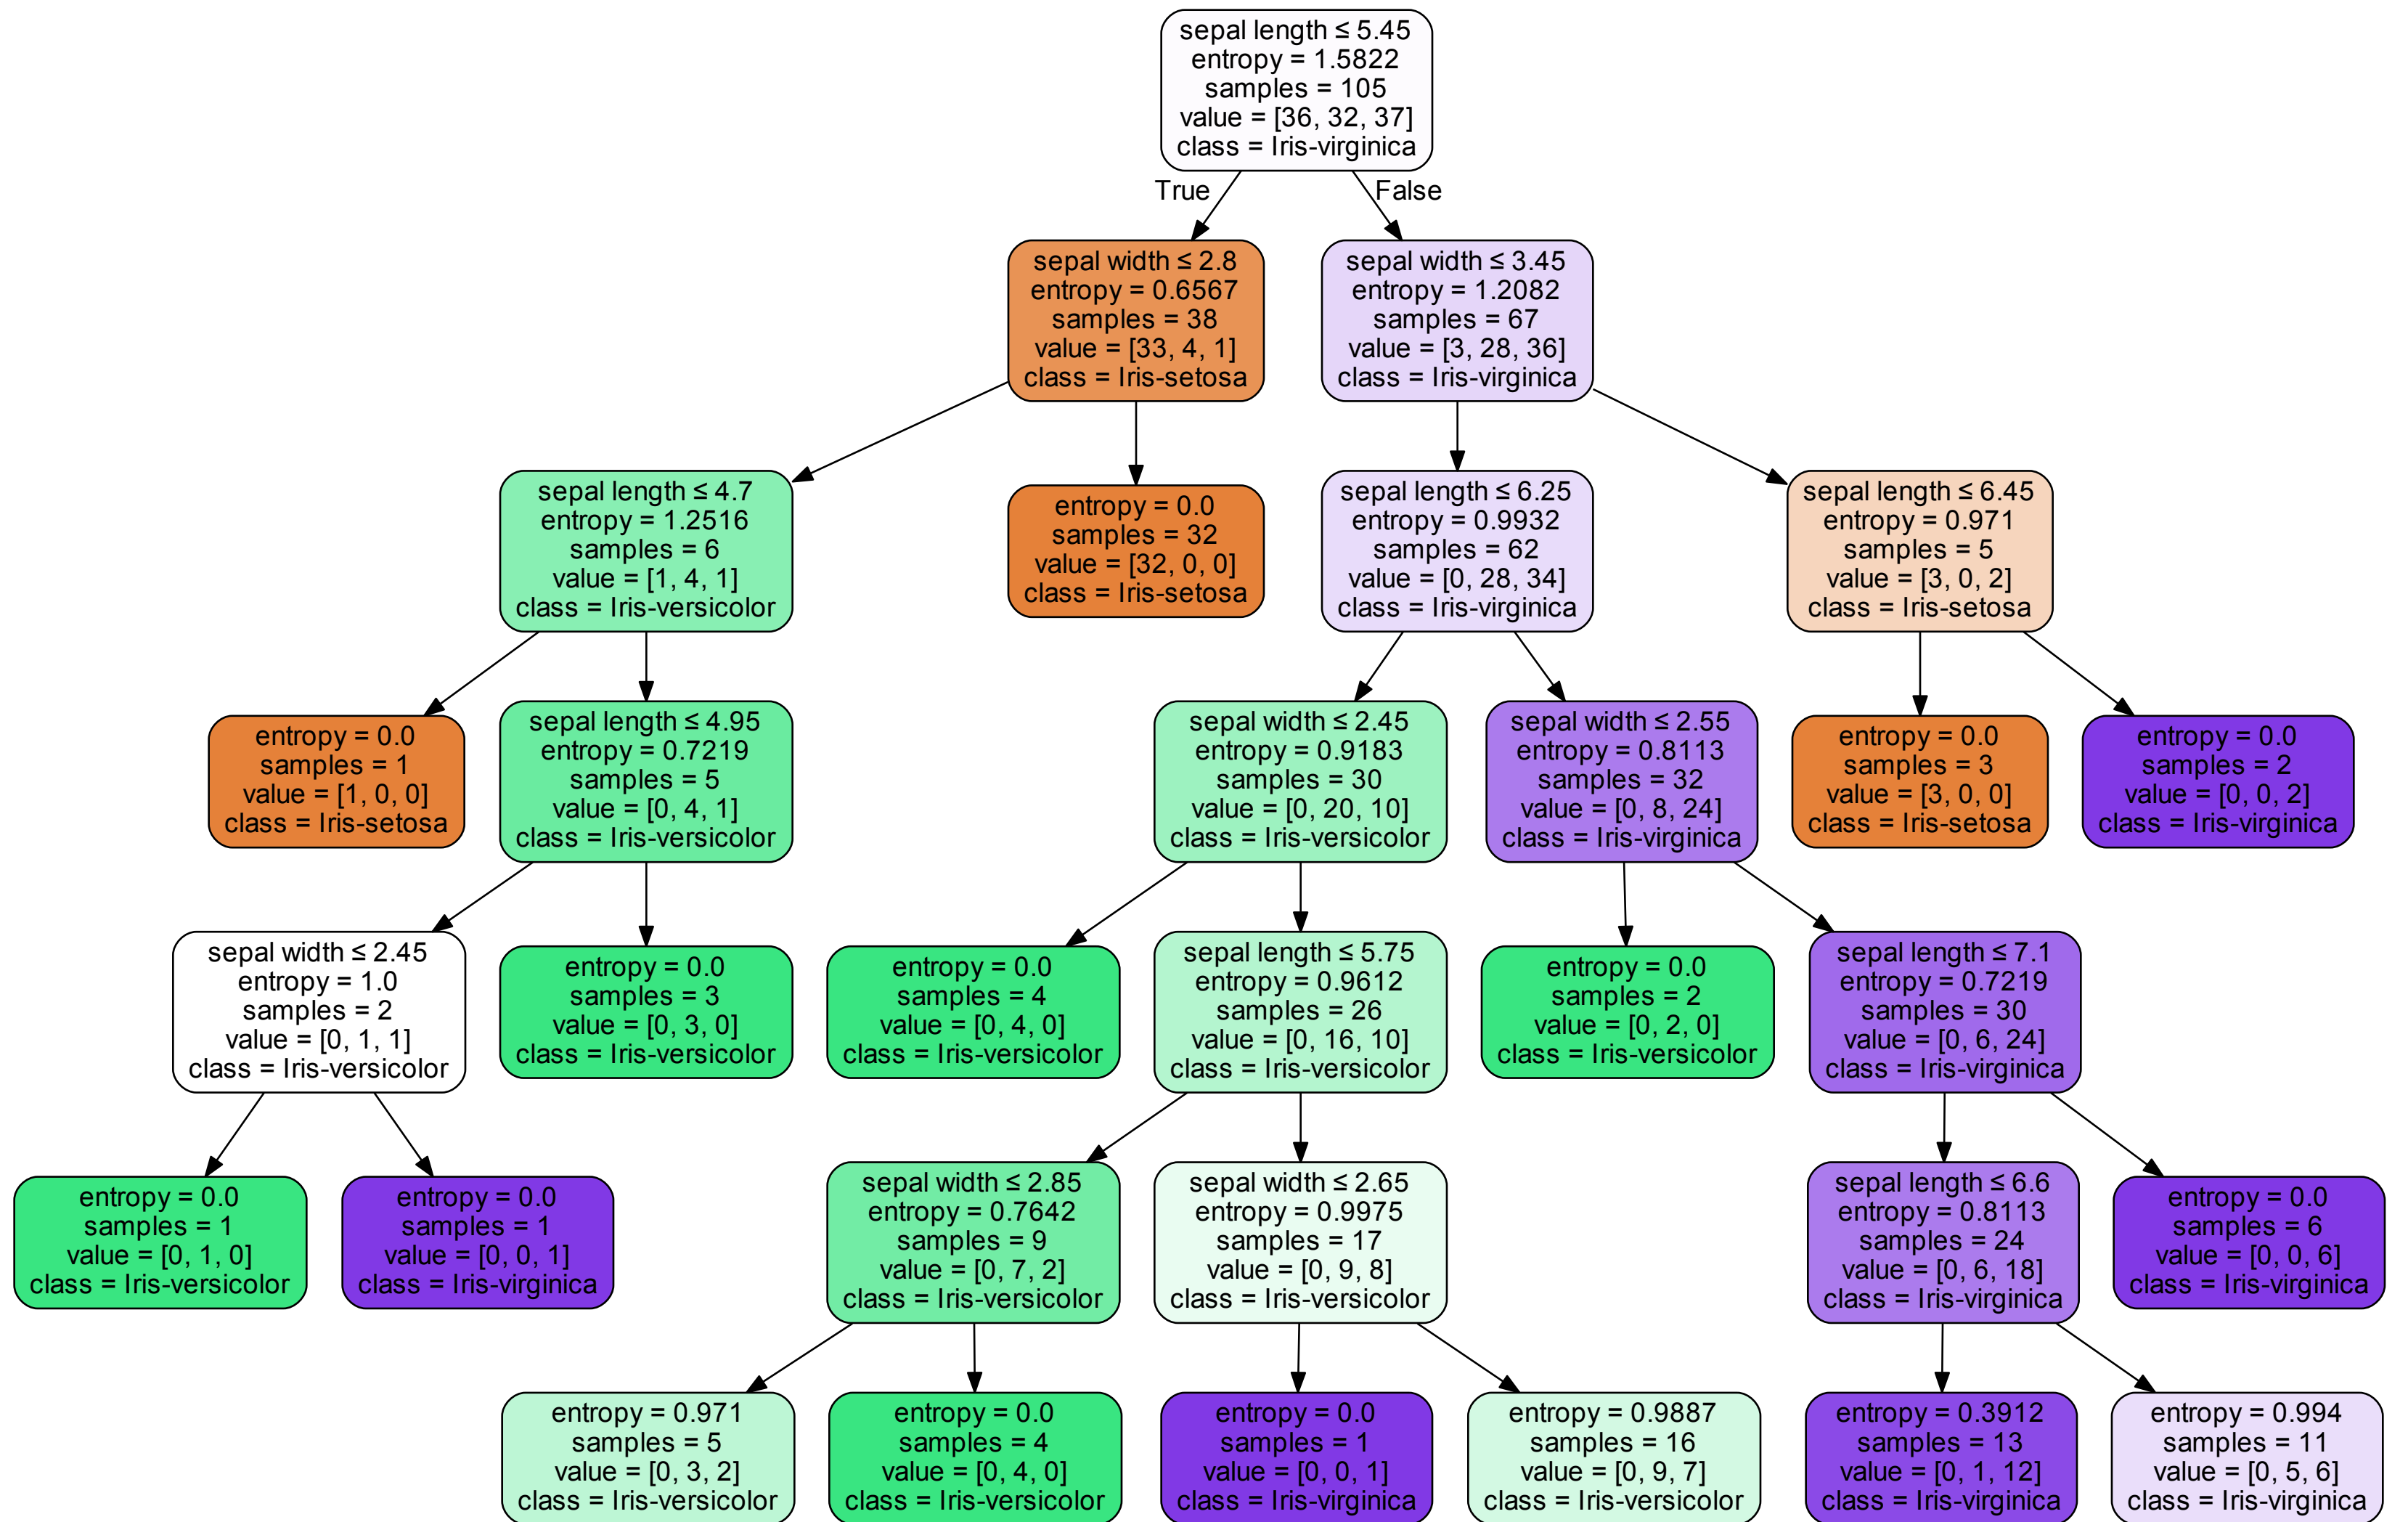 sepal length ≤ 5.45
entropy = 1.5822
samples = 105
value = [36, 32, 37]
class = Iris-virginica
True
False
sepal width ≤ 2.8
entropy = 0.6567
samples = 38
value = [33, 4, 1]
class = Iris-setosa
sepal width ≤ 3.45
entropy = 1.2082
samples = 67
value = [3, 28, 36]
class = Iris-virginica
sepal length ≤ 4.7
entropy = 1.2516
samples = 6
value = [1, 4, 1]
class = Iris-versicolor
entropy = 0.0
samples = 32
value = [32, 0, 0]
class = Iris-setosa
sepal length ≤ 6.25
entropy = 0.9932
samples = 62
value = [0, 28, 34]
class = Iris-virginica
sepal length ≤ 6.45
entropy = 0.971
samples = 5
value = [3, 0, 2]
class = Iris-setosa
entropy = 0.0
samples = 1
value = [1, 0, 0]
class = Iris-setosa
sepal length ≤ 4.95
entropy = 0.7219
samples = 5
value = [0, 4, 1]
class = Iris-versicolor
sepal width ≤ 2.45
entropy = 0.9183
samples = 30
value = [0, 20, 10]
class = Iris-versicolor
sepal width ≤ 2.55
entropy = 0.8113
samples = 32
value = [0, 8, 24]
class = Iris-virginica
entropy = 0.0
samples = 3
value = [3, 0, 0]
class = Iris-setosa
entropy = 0.0
samples = 2
value = [0, 0, 2]
class = Iris-virginica
sepal width ≤ 2.45
entropy = 1.0
samples = 2
value = [0, 1, 1]
class = Iris-versicolor
entropy = 0.0
samples = 3
value = [0, 3, 0]
class = Iris-versicolor
entropy = 0.0
samples = 4
value = [0, 4, 0]
class = Iris-versicolor
sepal length ≤ 5.75
entropy = 0.9612
samples = 26
value = [0, 16, 10]
class = Iris-versicolor
entropy = 0.0
samples = 2
value = [0, 2, 0]
class = Iris-versicolor
sepal length ≤ 7.1
entropy = 0.7219
samples = 30
value = [0, 6, 24]
class = Iris-virginica
entropy = 0.0
samples = 1
value = [0, 1, 0]
class = Iris-versicolor
entropy = 0.0
samples = 1
value = [0, 0, 1]
class = Iris-virginica
sepal width ≤ 2.85
entropy = 0.7642
samples = 9
value = [0, 7, 2]
class = Iris-versicolor
sepal width ≤ 2.65
entropy = 0.9975
samples = 17
value = [0, 9, 8]
class = Iris-versicolor
sepal length ≤ 6.6
entropy = 0.8113
samples = 24
value = [0, 6, 18]
class = Iris-virginica
entropy = 0.0
samples = 6
value = [0, 0, 6]
class = Iris-virginica
entropy = 0.971
samples = 5
value = [0, 3, 2]
class = Iris-versicolor
entropy = 0.0
samples = 4
value = [0, 4, 0]
class = Iris-versicolor
entropy = 0.0
samples = 1
value = [0, 0, 1]
class = Iris-virginica
entropy = 0.9887
samples = 16
value = [0, 9, 7]
class = Iris-versicolor
entropy = 0.3912
samples = 13
value = [0, 1, 12]
class = Iris-virginica
entropy = 0.994
samples = 11
value = [0, 5, 6]
class = Iris-virginica